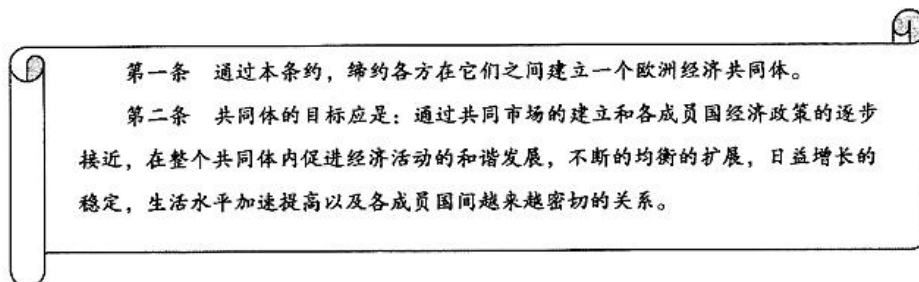 第一条 通过本条约，缔约各方在它们之间建立一个欧洲经济共同体。
第二条 共同体的目标应是：通过共同市场的建立和各成员国经济政策的逐步
接近，在整个共同体内促进经济活动的和谐发展，不断的均衡的扩展，日益增长的
稳定，生活水平加速提高以及各成员国间越来越密切的关系。